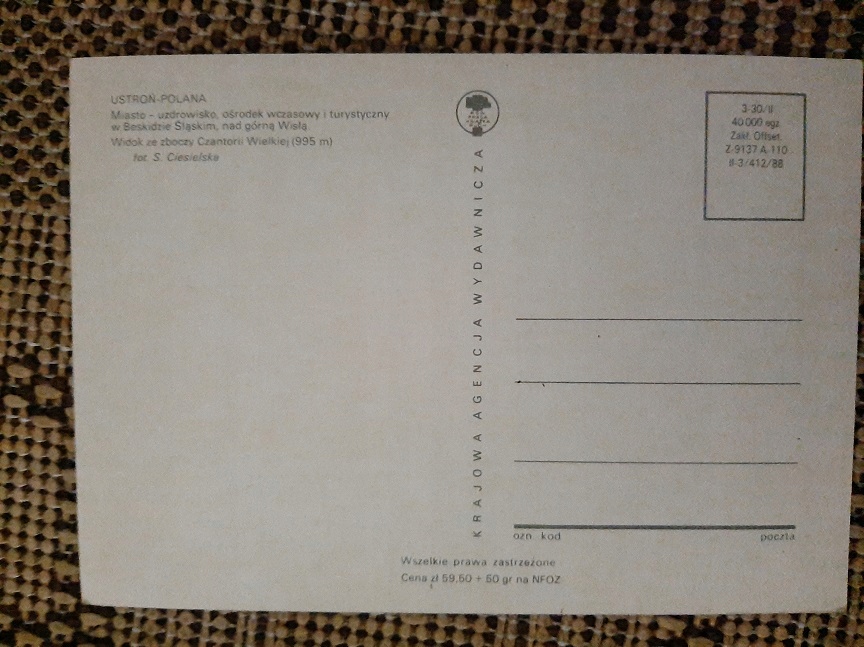 USTROŃ-POLANA
Miasto - uzdrowisko, ośrodek wczasowy i turystyczny
w Beskidzie Śląskim, nad górną Wisłą
Widok ze zboczy Czantorii Wielkiej (995 m)
fot. S. Ciesielska
KRAJOWA AGENCJA WYDAWNICZA
3-30/II
40 000 egz.
Zakł. Offset.
Z-9137 A-110
II-3/412/88
ozn kod
poczta
Wszelkie prawa zastrzeżone
Cena zł 59,50 + 50 gr na NFOZ